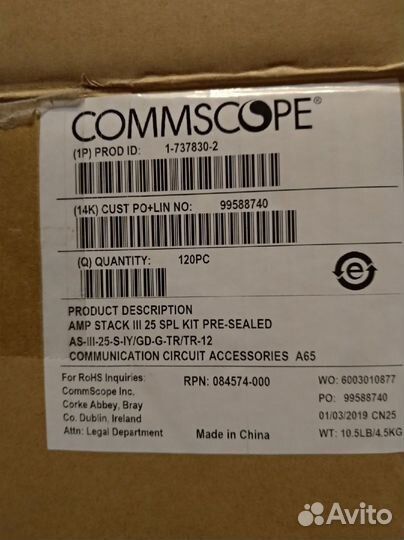 COMMSCOPE®
(1P) PROD ID: 1-737830-2
(14K) CUST PO+LIN NO: 99588740
(Q) QUANTITY: 120PC
e
PRODUCT DESCRIPTION
AMP STACK III 25 SPL KIT PRE-SEALED
AS-III-25-S-IY/GD-G-TR/TR-12
COMMUNICATION CIRCUIT ACCESSORIES A65
For RoHS Inquiries:
CommScope Inc.
Corke Abbey, Bray
Co. Dublin, Ireland
Attn: Legal Department
RPN: 084574-000
Made in China
WO: 6003010877
PO: 99588740
01/03/2019 CN25
WT: 10.5LB/4.5KG
Avito